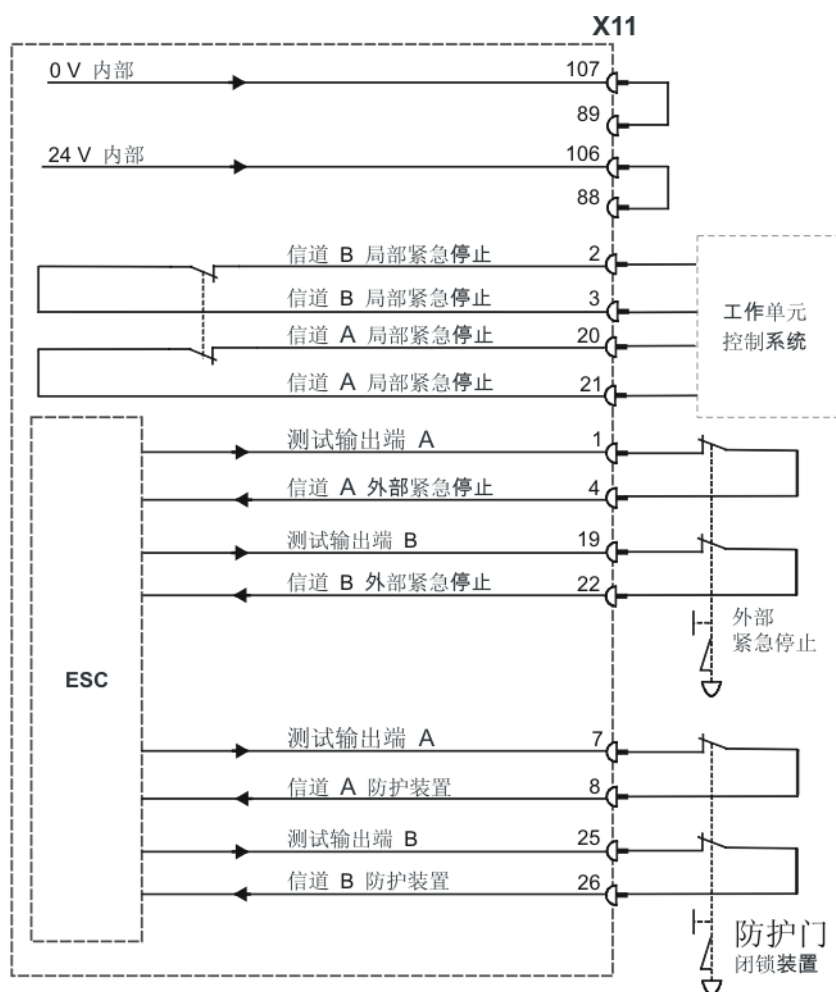 X11
0 V 内部
107
89
24 V 内部
106
88
信道 B 局部紧急停止
2
信道 B 局部紧急停止
3
信道 A 局部紧急停止
20
信道 A 局部紧急停止
21
工作单元
控制系统
测试输出端 A
1
信道 A 外部紧急停止
4
测试输出端 B
19
信道 B 外部紧急停止
22
外部
紧急停止
ESC
测试输出端 A
7
信道 A 防护装置
8
测试输出端 B
25
信道 B 防护装置
26
防护门
闭锁装置